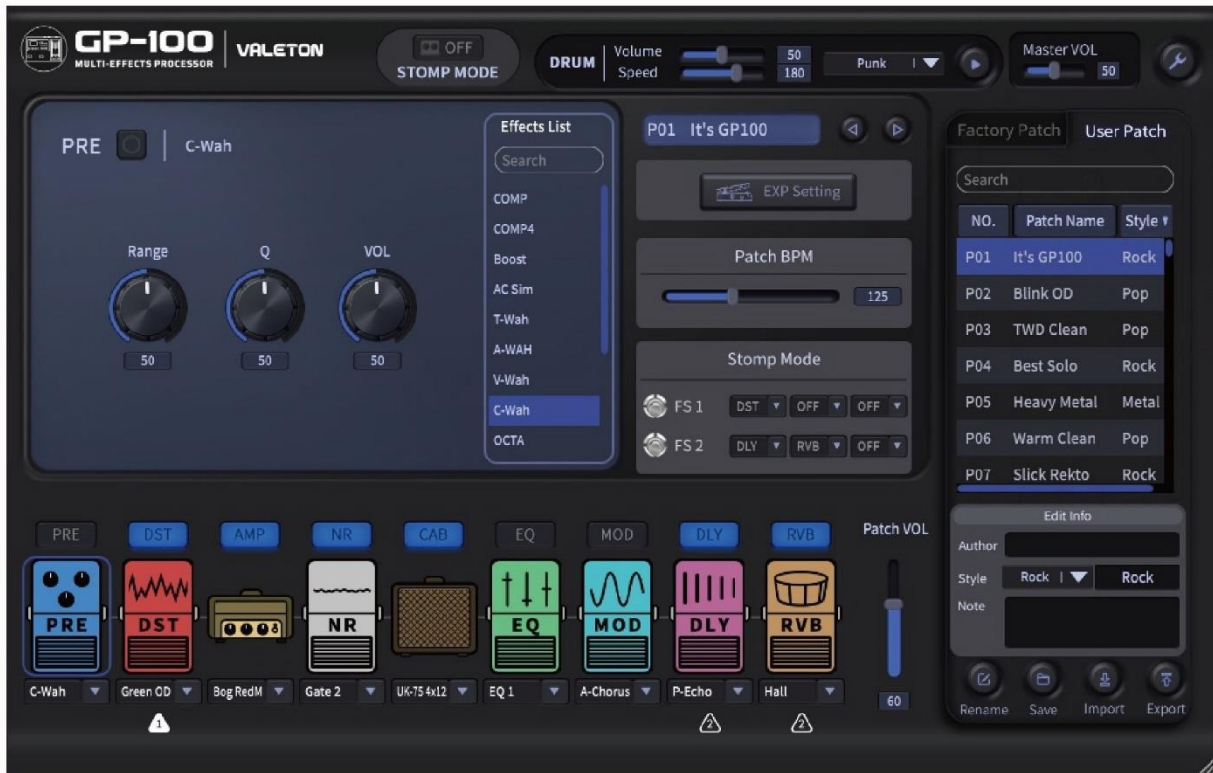 GP-100 VALETON
MULTI-EFFECTS PROCESSOR
OFF
STOMP MODE
DRUM
Volume 50
Speed 180
Punk
Master VOL
50
PRE C-Wah
Range Q VOL
50 50 50
Effects List
Search
COMP
COMP4
Boost
AC Sim
T-Wah
A-WAH
V-Wah
C-Wah
OCTA
P01 It's GP100
EXP Setting
Patch BPM
125
Stomp Mode
FS 1 DST OFF OFF
FS 2 DLY RVB OFF
Factory Patch User Patch
Search
NO. Patch Name Style
P01 It's GP100 Rock
P02 Blink OD Pop
P03 TWD Clean Pop
P04 Best Solo Rock
P05 Heavy Metal Metal
P06 Warm Clean Pop
P07 Slick Rekto Rock
Edit Info
Author
Style Rock Rock
Note
Rename Save Import Export
PRE DST AMP NR CAB EQ MOD DLY RVB
PRE DST NR EQ MOD DLY RVB
C-Wah Green OD Bog RedM Gate 2 UK-75 4x12 EQ 1 A-Chorus P-Echo Hall
1 2 2
Patch VOL
60